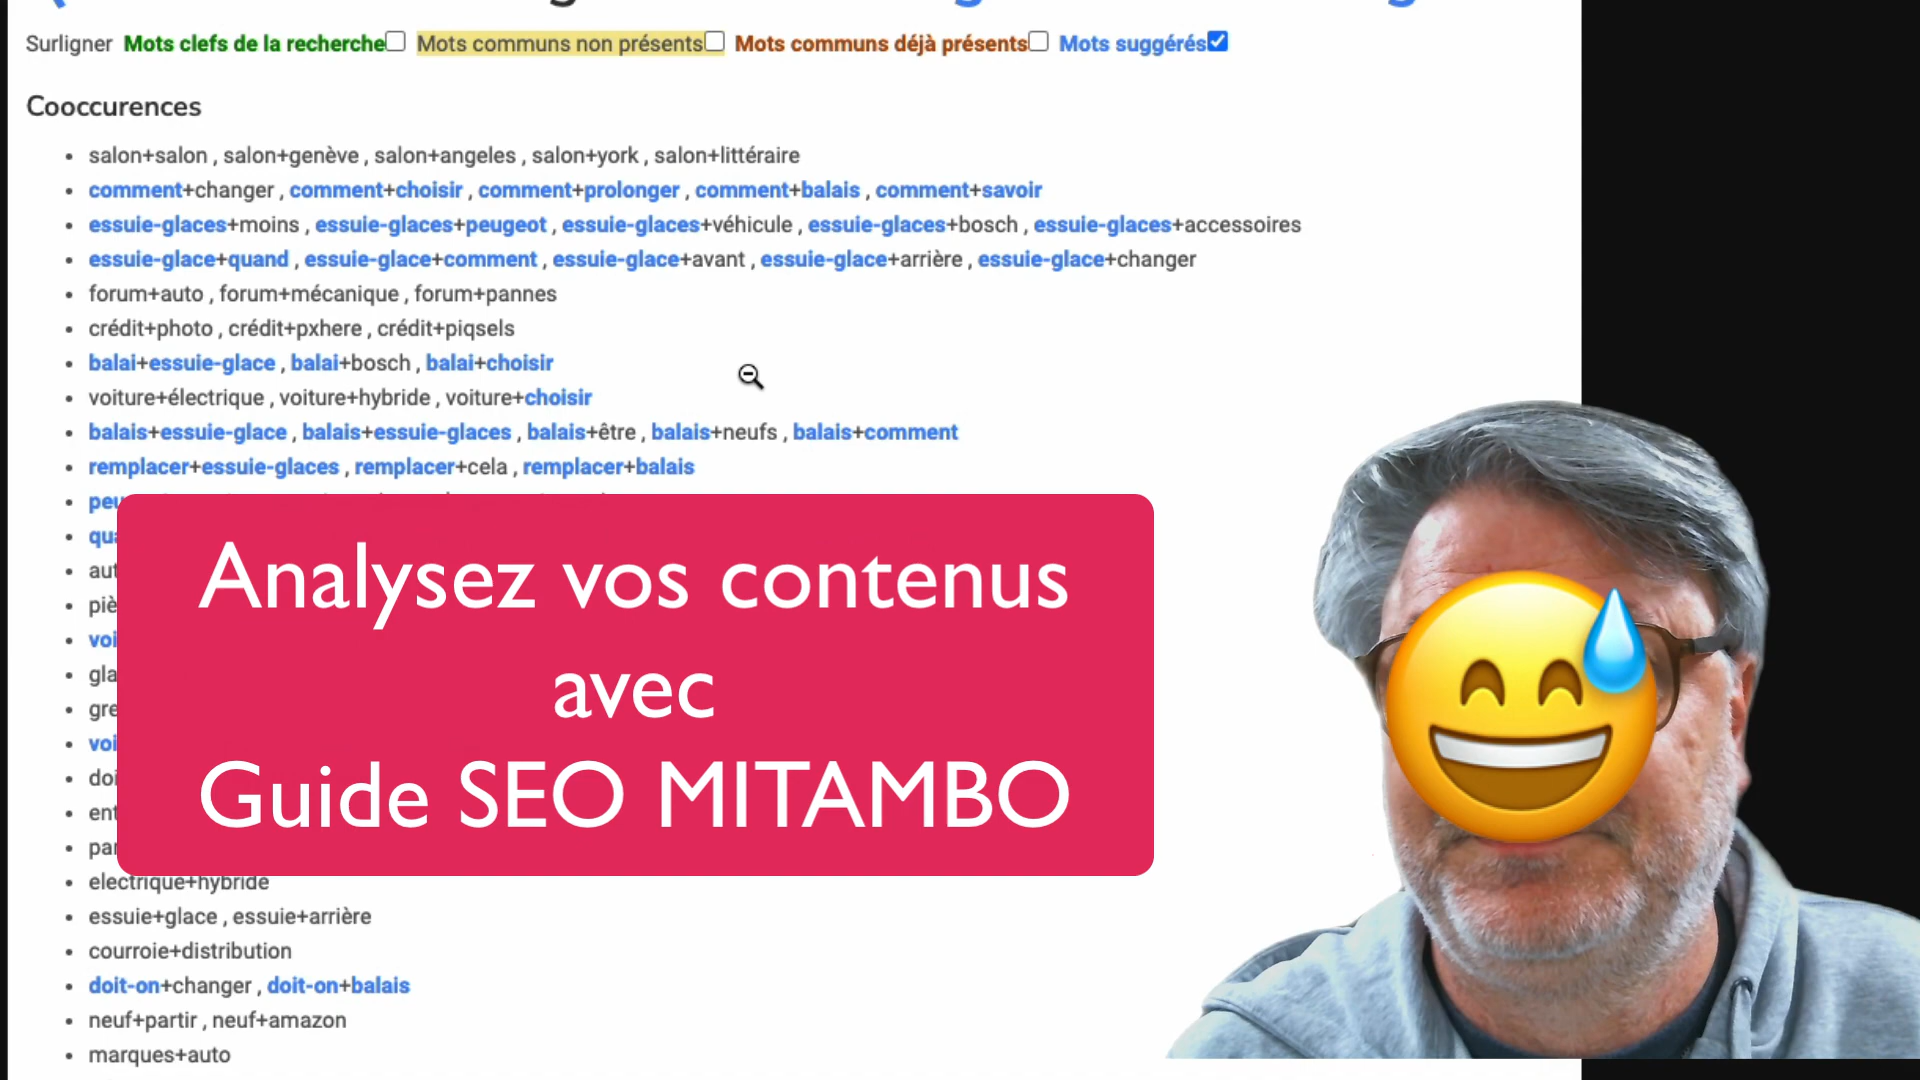 Surligner Mots clefs de la recherche Mots communs non présents Mots communs déjà présents Mots suggérés
Cooccurences
salon+salon , salon+genève , salon+angeles , salon+york , salon+littéraire
comment+changer , comment+choisir , comment+prolonger , comment+balais , comment+savoir
essuie-glaces+moins , essuie-glaces+peugeot , essuie-glaces+véhicule , essuie-glaces+bosch , essuie-glaces+accessoires
essuie-glace+quand , essuie-glace+comment , essuie-glace+avant , essuie-glace+arrière , essuie-glace+changer
forum+auto , forum+mécanique , forum+pannes
crédit+photo , crédit+pxhere , crédit+piqsels
balai+essuie-glace , balai+bosch , balai+choisir
voiture+électrique , voiture+hybride , voiture+choisir
balais+essuie-glace , balais+essuie-glaces , balais+être , balais+neufs , balais+comment
remplacer+essuie-glaces , remplacer+cela , remplacer+balais
Analysez vos contenus
avec
Guide SEO MITAMBO
electrique+hybride
essuie+glace , essuie+arrière
courroie+distribution
doit-on+changer , doit-on+balais
neuf+partir , neuf+amazon
marques+auto